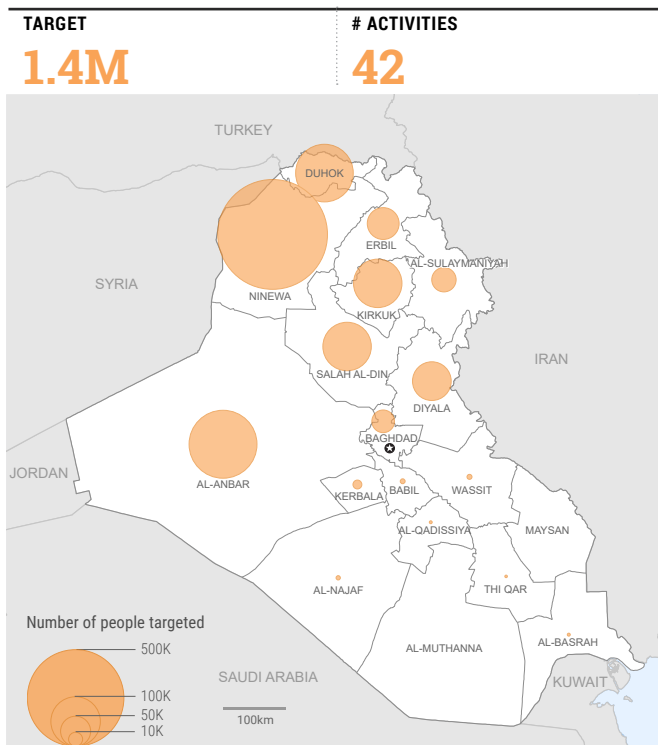 TARGET
1.4M
# ACTIVITIES
42
TURKEY
DUHOK
ERBIL
AL-SULAYMANIYAH
SYRIA
NINEWA
KIRKUK
IRAN
SALAH AL-DIN
DIYALA
BAGHDAD
JORDAN
AL-ANBAR
KERBALA
BABIL
WASSIT
AL-QADISSIYA
MAYSAN
AL-NAJAF
THI QAR
AL-BASRAH
AL-MUTHANNA
SAUDI ARABIA
KUWAIT
Number of people targeted
500K
100K
50K
10K
100km